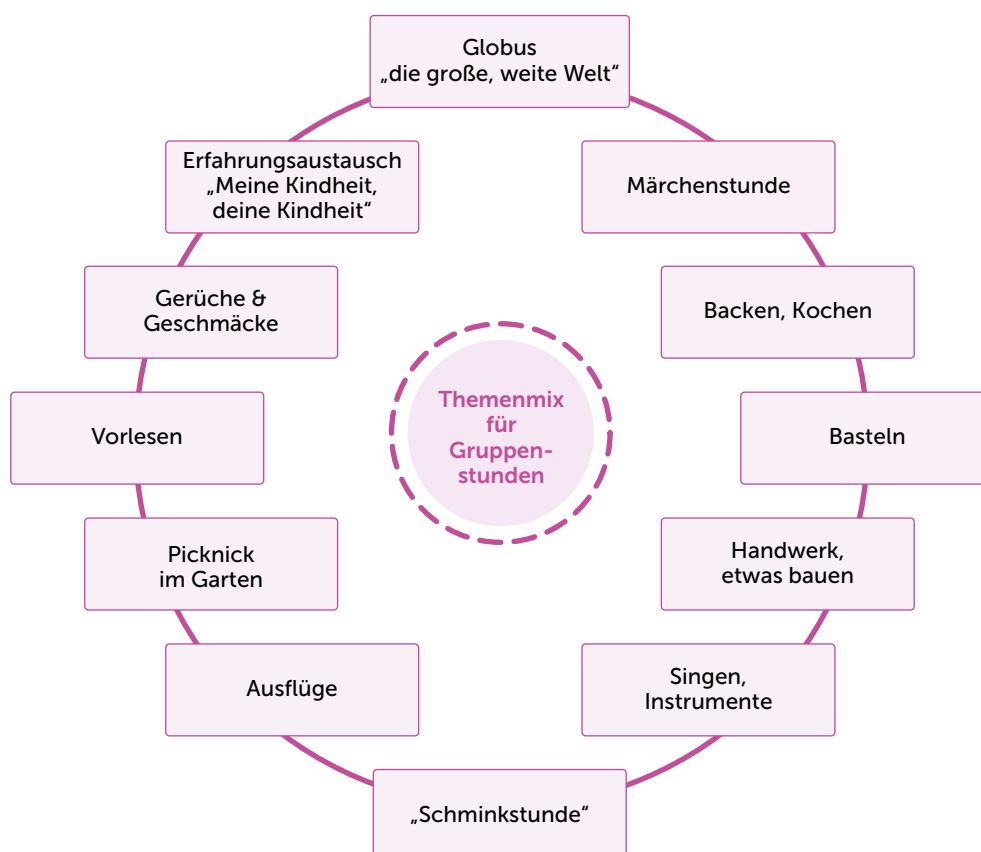 Globus
„die große, weite Welt“
Märchenstunde
Backen, Kochen
Basteln
Handwerk,
etwas bauen
Singen,
Instrumente
„Schminkstunde“
Ausflüge
Picknick
im Garten
Vorlesen
Gerüche &
Geschmäcke
Erfahrungsaustausch
„Meine Kindheit,
deine Kindheit“
Themenmix
für
Gruppen-
stunden